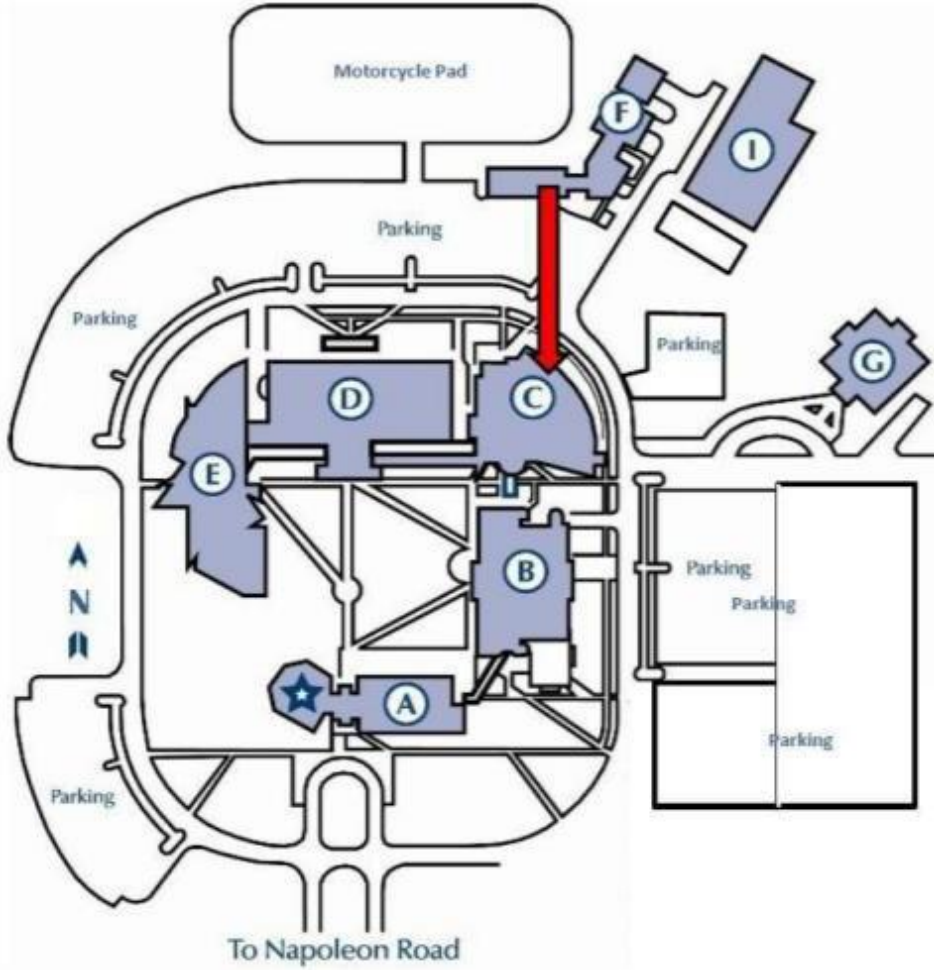 Motorcycle Pad
F
I
Parking
Parking
Parking
G
D
C
E
B
Parking
Parking
N
A
Parking
Parking
To Napoleon Road